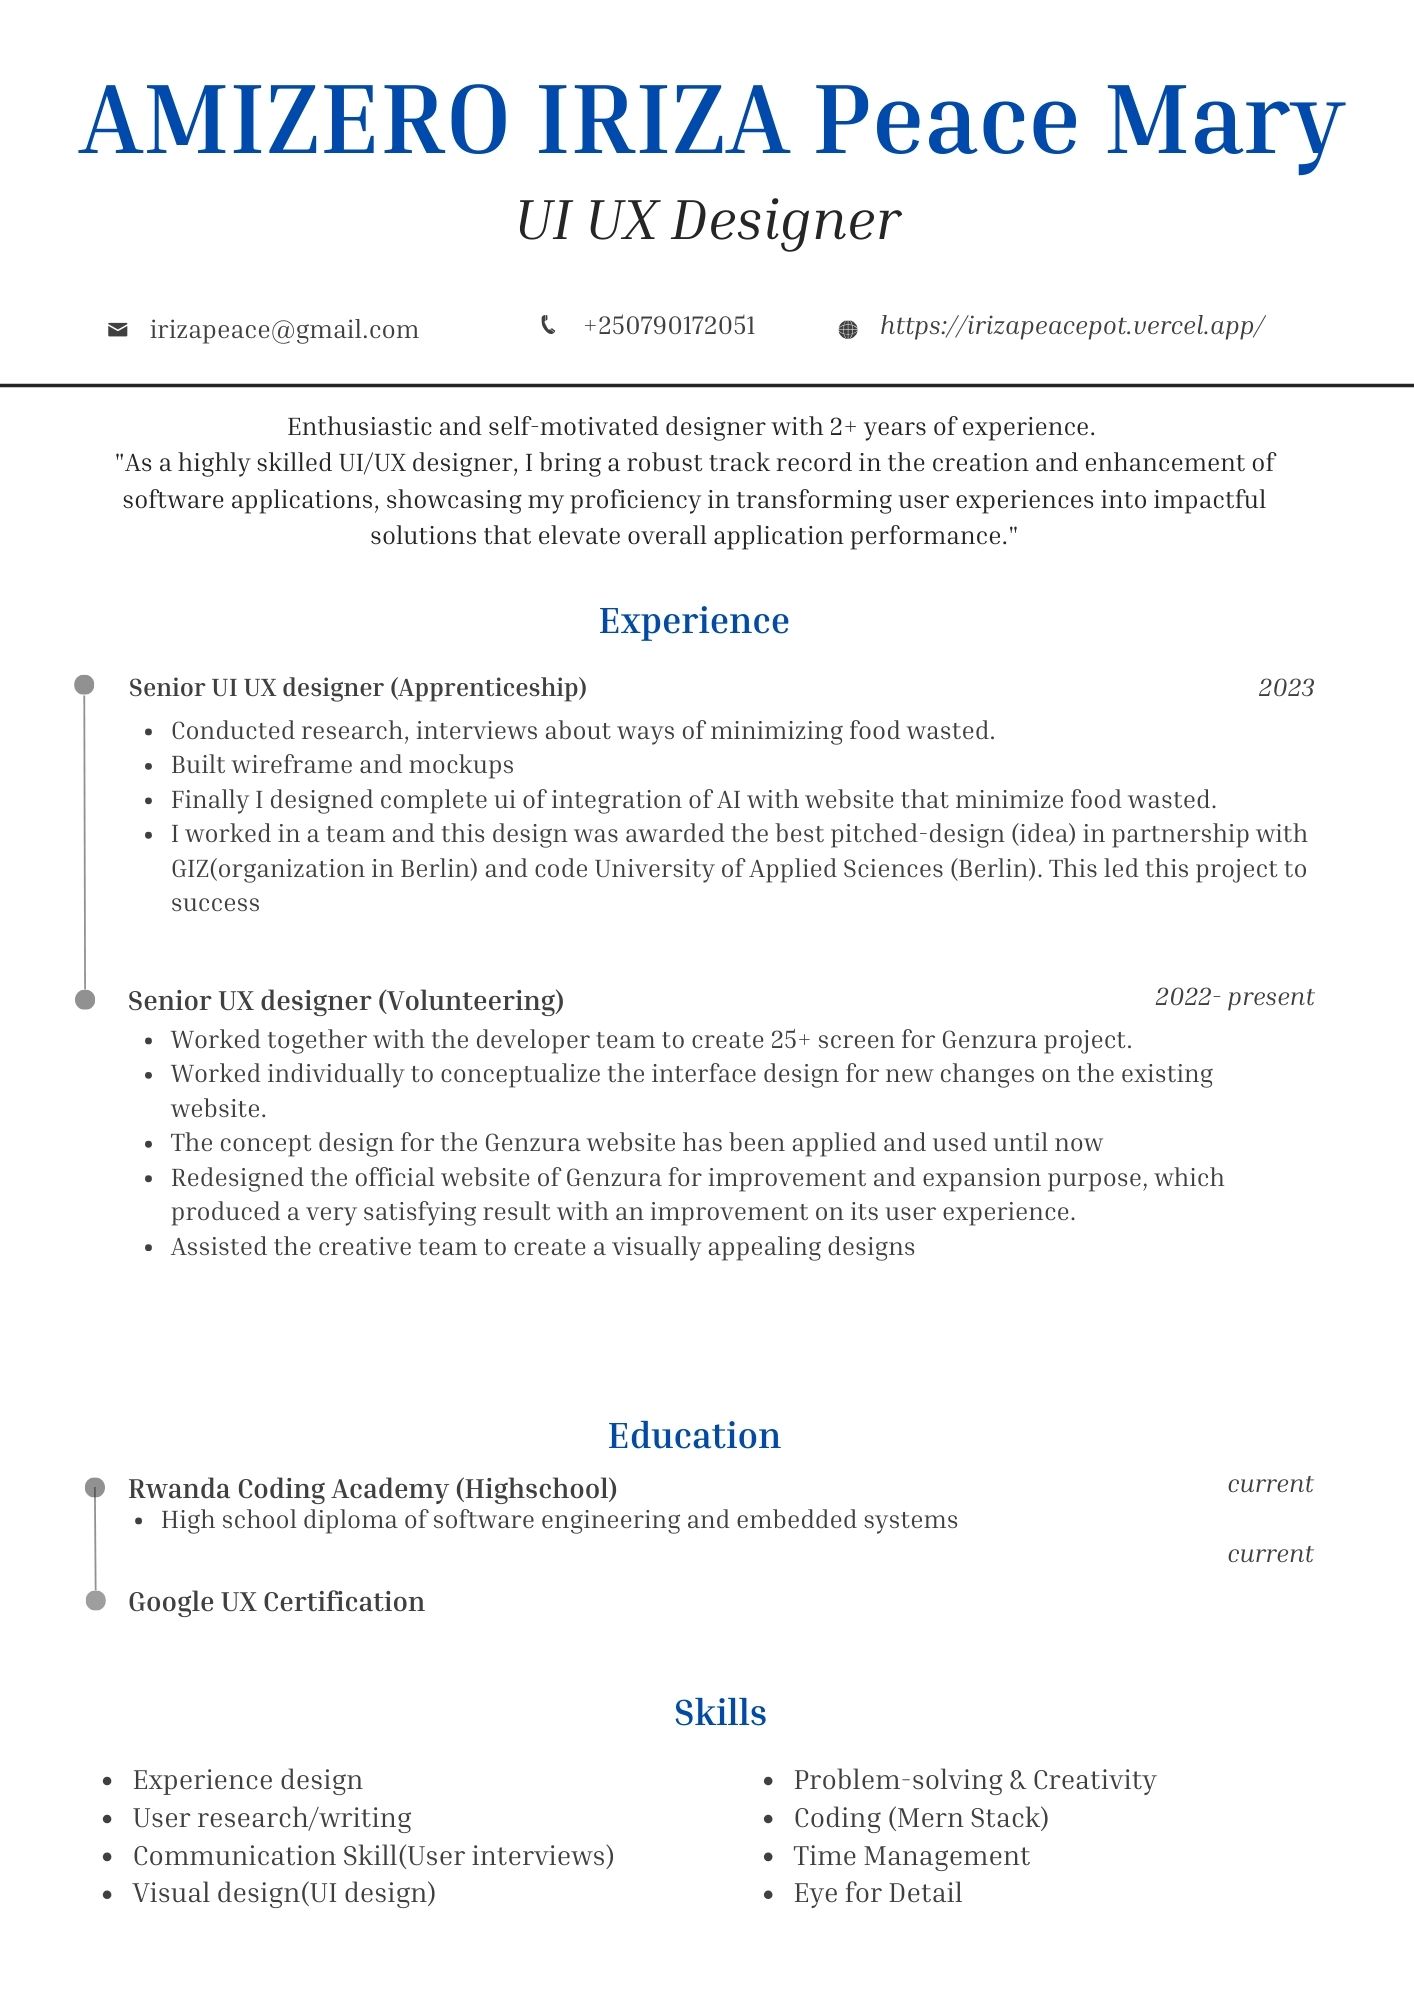 AMIZERO IRIZA Peace Mary
UI UX Designer
irizapeace@gmail.com
+250790172051
https://irizapeacepot.vercel.app/
Enthusiastic and self-motivated designer with 2+ years of experience.
"As a highly skilled UI/UX designer, I bring a robust track record in the creation and enhancement of
software applications, showcasing my proficiency in transforming user experiences into impactful
solutions that elevate overall application performance."
Experience
Senior UI UX designer (Apprenticeship)
2023
• Conducted research, interviews about ways of minimizing food wasted.
• Built wireframe and mockups
• Finally I designed complete ui of integration of AI with website that minimize food wasted.
• I worked in a team and this design was awarded the best pitched-design (idea) in partnership with
GIZ(organization in Berlin) and code University of Applied Sciences (Berlin). This led this project to
success
Senior UX designer (Volunteering)
2022- present
• Worked together with the developer team to create 25+ screen for Genzura project.
• Worked individually to conceptualize the interface design for new changes on the existing
website.
• The concept design for the Genzura website has been applied and used until now
• Redesigned the official website of Genzura for improvement and expansion purpose, which
produced a very satisfying result with an improvement on its user experience.
• Assisted the creative team to create a visually appealing designs
Education
Rwanda Coding Academy (Highschool)
current
• High school diploma of software engineering and embedded systems
current
Google UX Certification
Skills
• Experience design
• User research/writing
• Communication Skill(User interviews)
• Visual design(UI design)
• Problem-solving & Creativity
• Coding (Mern Stack)
• Time Management
• Eye for Detail